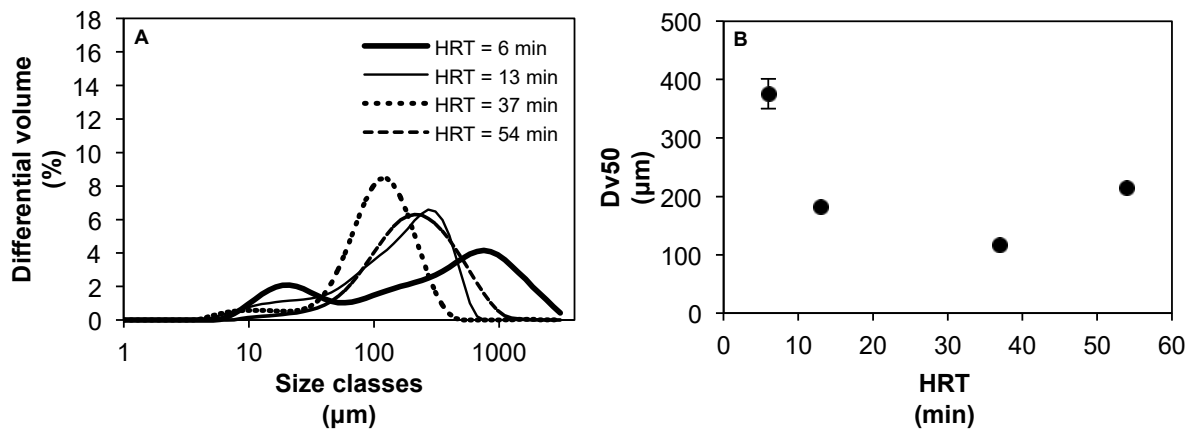 A
18
16
14
12
10
8
6
4
2
0
Differential volume
(%)
HRT = 6 min
HRT = 13 min
HRT = 37 min
HRT = 54 min
1
10
100
1000
Size classes
(µm)
B
500
400
300
200
100
0
Dv50
(µm)
0
10
20
30
40
50
60
HRT
(min)